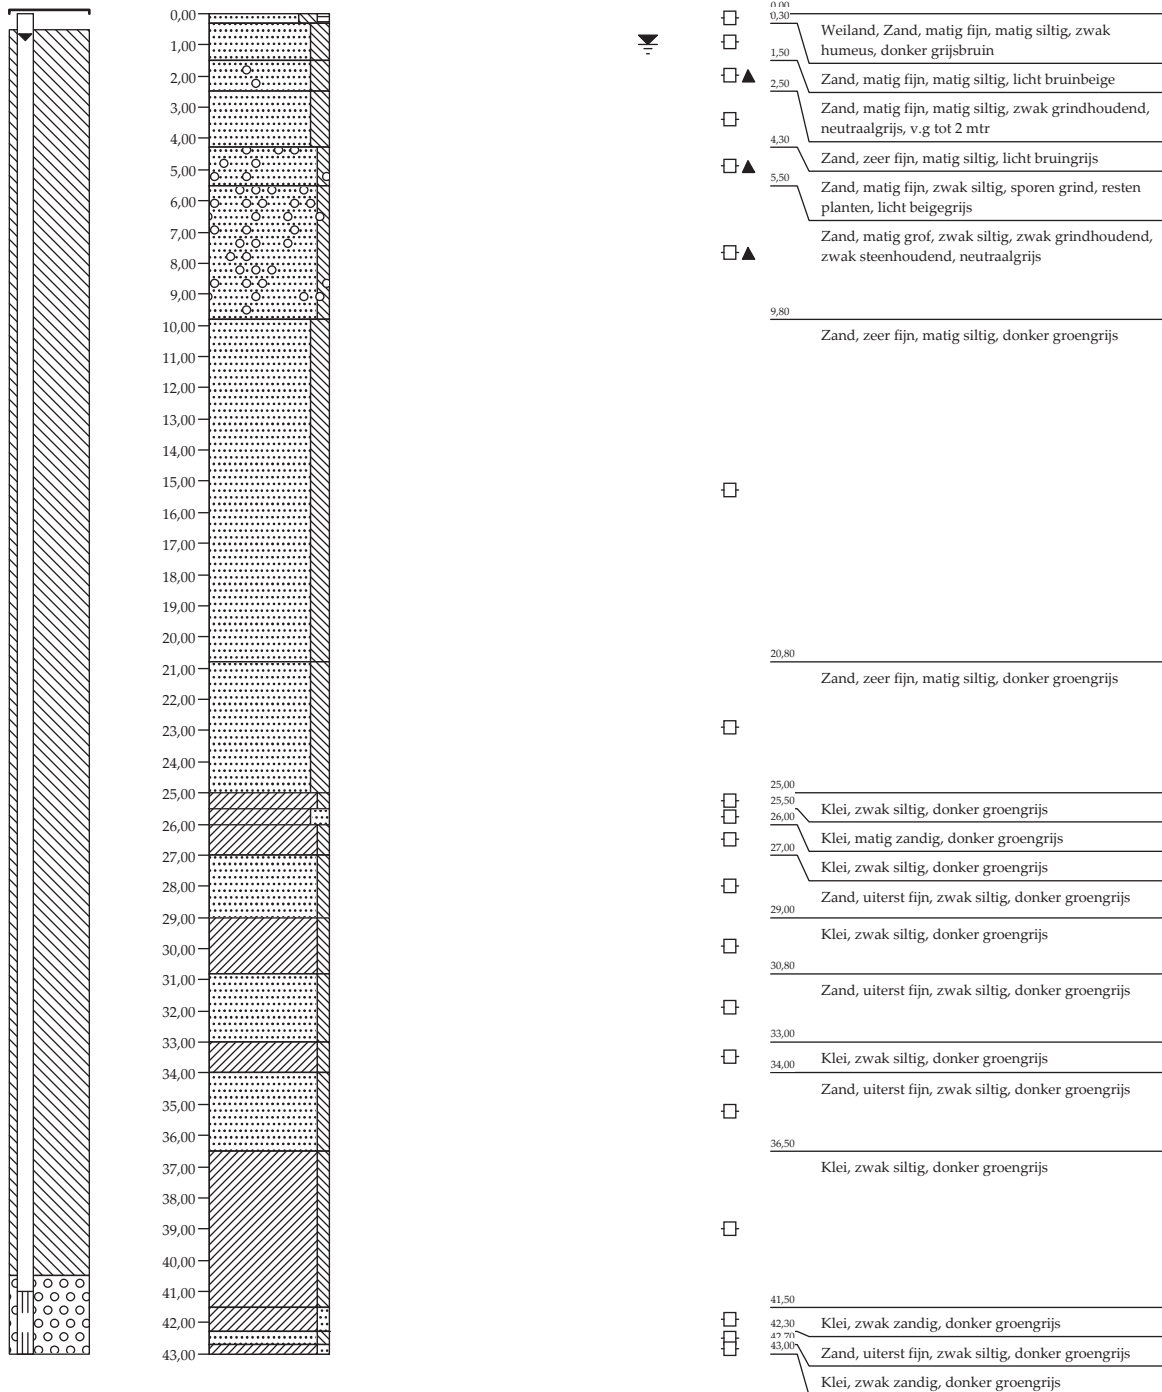 0,00
1,00
2,00
3,00
4,00
5,00
6,00
7,00
8,00
9,00
10,00
11,00
12,00
13,00
14,00
15,00
16,00
17,00
18,00
19,00
20,00
21,00
22,00
23,00
24,00
25,00
26,00
27,00
28,00
29,00
30,00
31,00
32,00
33,00
34,00
35,00
36,00
37,00
38,00
39,00
40,00
41,00
42,00
43,00
0,00
0,30
Weiland, Zand, matig fijn, matig siltig, zwak
humeus, donker grijsbruin
1,50
Zand, matig fijn, matig siltig, licht bruinbeige
2,50
Zand, matig fijn, matig siltig, zwak grindhoudend,
neutraalgrijs, v.g tot 2 mtr
4,30
Zand, zeer fijn, matig siltig, licht bruingrijs
5,50
Zand, matig fijn, zwak siltig, sporen grind, resten
planten, licht beigegrijs
Zand, matig grof, zwak siltig, zwak grindhoudend,
zwak steenhoudend, neutraalgrijs
9,80
Zand, zeer fijn, matig siltig, donker groengrijs
20,80
Zand, zeer fijn, matig siltig, donker groengrijs
25,00
25,50
Klei, zwak siltig, donker groengrijs
26,00
Klei, matig zandig, donker groengrijs
27,00
Klei, zwak siltig, donker groengrijs
Zand, uiterst fijn, zwak siltig, donker groengrijs
29,00
Klei, zwak siltig, donker groengrijs
30,80
Zand, uiterst fijn, zwak siltig, donker groengrijs
33,00
Klei, zwak siltig, donker groengrijs
34,00
Zand, uiterst fijn, zwak siltig, donker groengrijs
36,50
Klei, zwak siltig, donker groengrijs
41,50
42,30
Klei, zwak zandig, donker groengrijs
42,70
43,00
Zand, uiterst fijn, zwak siltig, donker groengrijs
Klei, zwak zandig, donker groengrijs